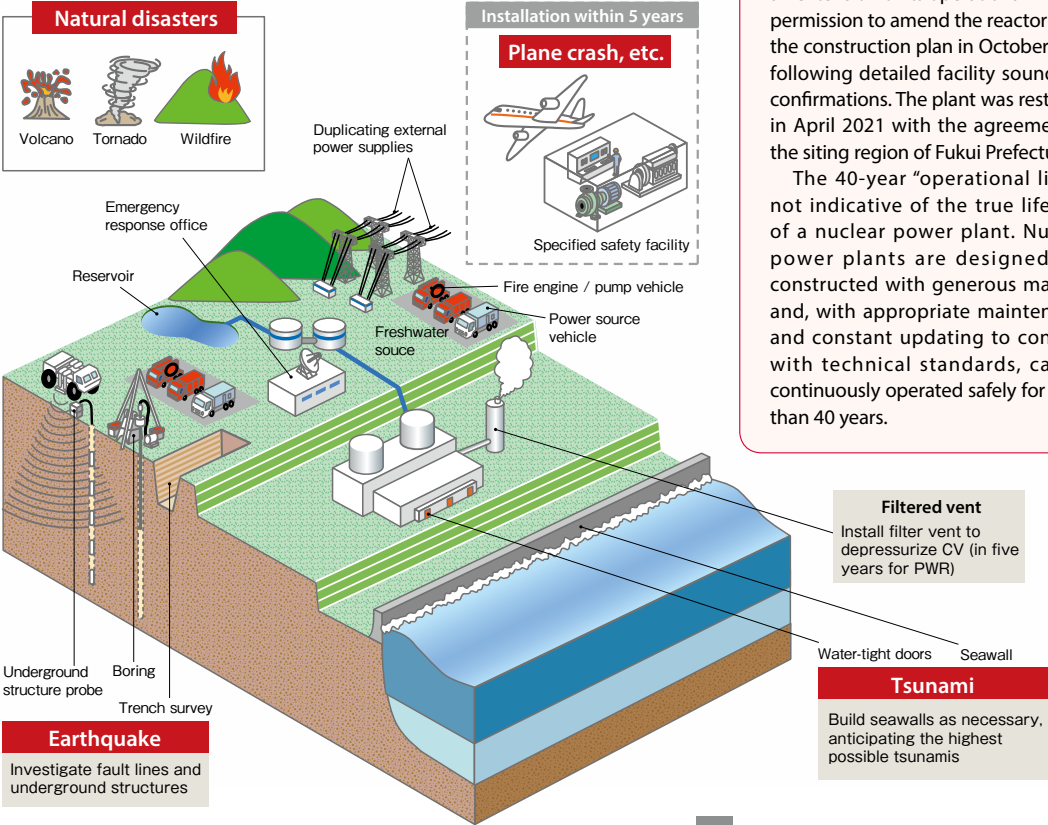 Natural disasters
Volcano
Tornado
Wildfire
Installation within 5 years
Plane crash, etc.
Specified safety facility
Duplicating external
power supplies
Emergency
response office
Reservoir
Fire engine / pump vehicle
Power source
vehicle
Freshwater
souce
Underground
structure probe
Boring
Trench survey
Earthquake
Investigate fault lines and
underground structures
Filtered vent
Install filter vent to
depressurize CV (in five
years for PWR)
Water-tight doors
Seawall
Tsunami
Build seawalls as necessary,
anticipating the highest
possible tsunamis
permission to amend the reactor
the construction plan in October
following detailed facility sound
confirmations. The plant was rest
in April 2021 with the agreeme
the siting region of Fukui Prefectu
The 40-year “operational li
not indicative of the true life
of a nuclear power plant. Nu
power plants are designed
constructed with generous ma
and, with appropriate mainten
and constant updating to con
with technical standards, ca
continuously operated safely for
than 40 years.